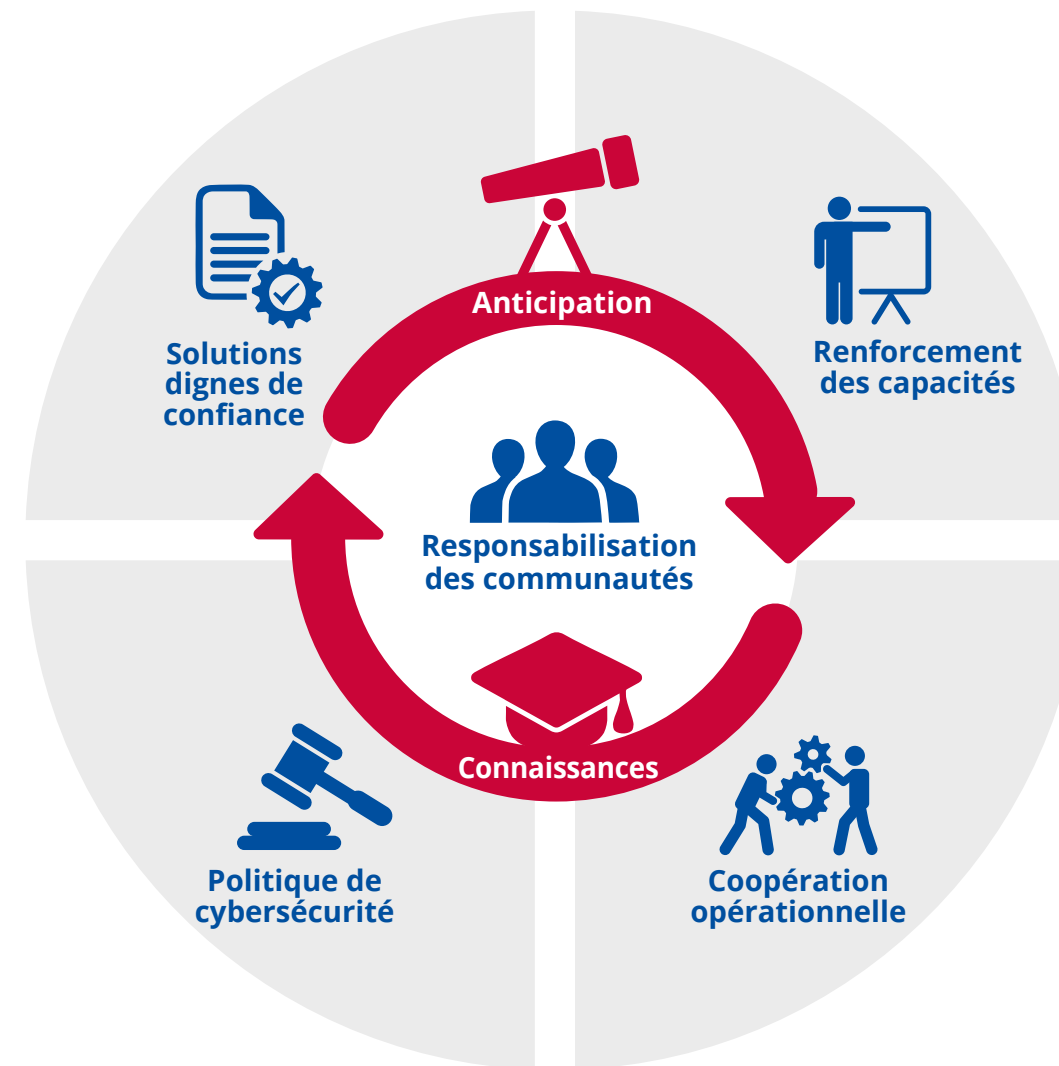 Anticipation
Solutions
dignes de
confiance
Renforcement
des capacités
Responsabilisation
des communautés
Connaissances
Politique de
cybersécurité
Coopération
opérationnelle